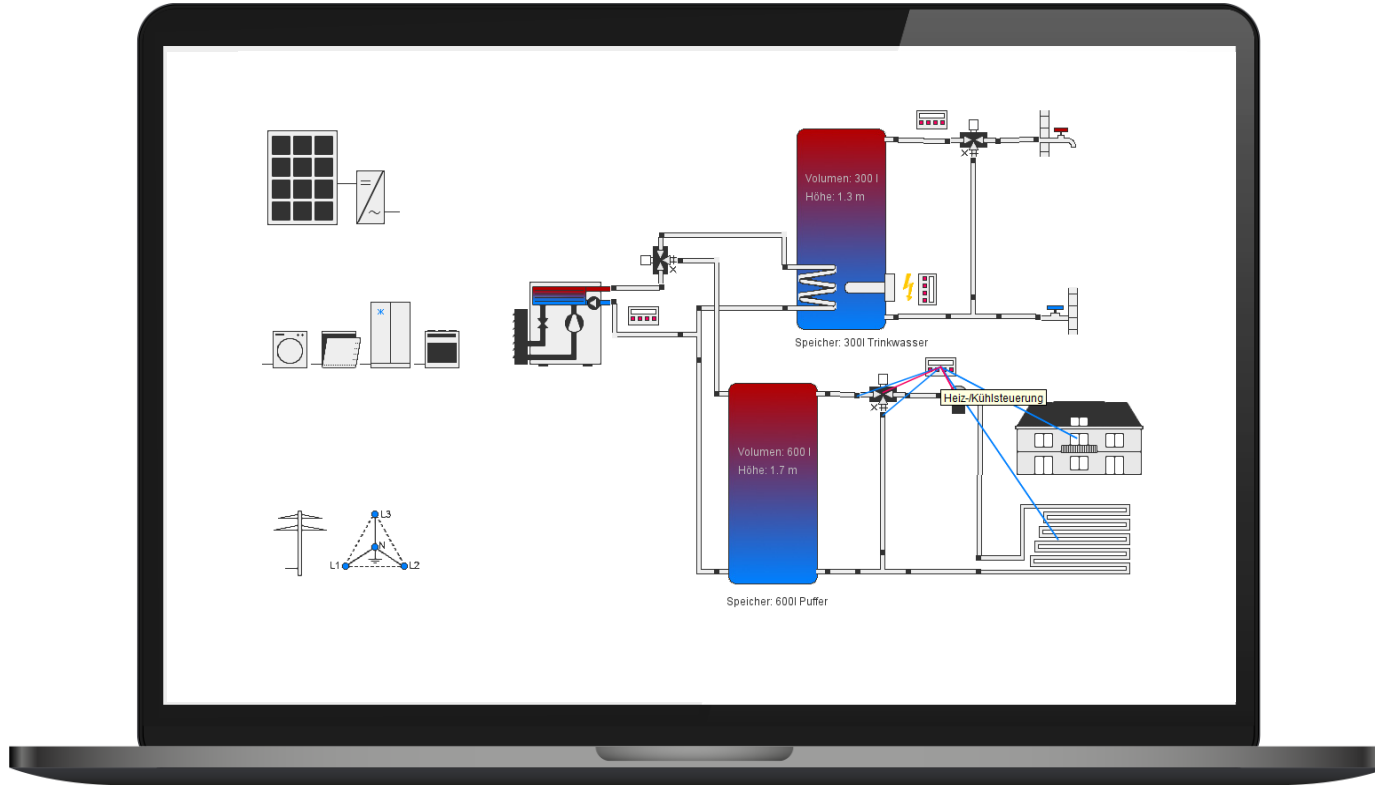 Volumen: 300 l
Höhe: 1.3 m
Speicher: 300l Trinkwasser
Heiz-/Kühlsteuerung
Volumen: 600 l
Höhe: 1.7 m
L3
N
L1
L2
Speicher: 600l Puffer